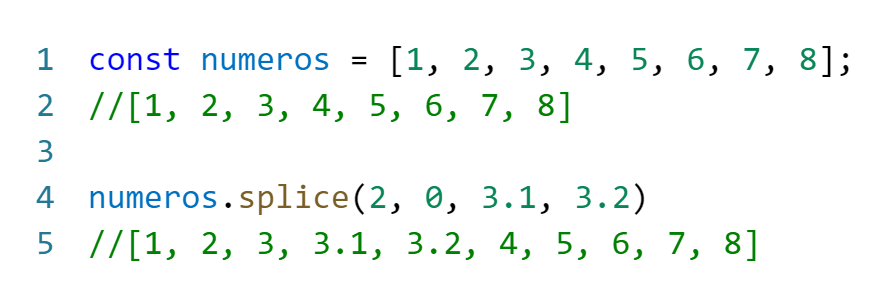 1 const numeros = [1, 2, 3, 4, 5, 6, 7, 8];
2 //[1, 2, 3, 4, 5, 6, 7, 8]
3
4 numeros.splice(2, 0, 3.1, 3.2)
5 //[1, 2, 3, 3.1, 3.2, 4, 5, 6, 7, 8]